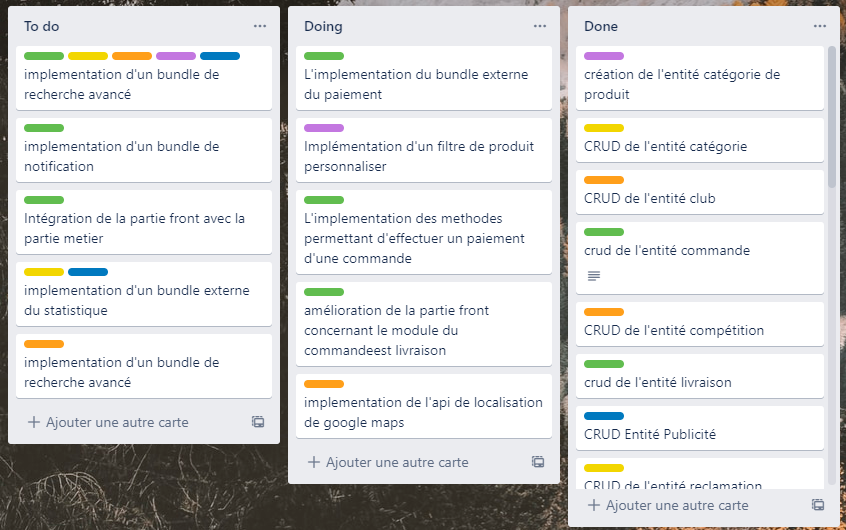 To do
implementation d'un bundle de
recherche avancé
implementation d'un bundle de
notification
Intégration de la partie front avec la
partie metier
implementation d'un bundle externe
du statistique
implementation d'un bundle de
recherche avancé
Ajouter une autre carte
Doing
L'implementation du bundle externe
du paiement
Implémentation d'un filtre de produit
personnaliser
L'implementation des methodes
permettant d'effectuer un paiement
d'une commande
amélioration de la partie front
concernant le module du
commandeest livraison
implementation de l'api de localisation
de google maps
Ajouter une autre carte
Done
création de l'entité catégorie de
produit
CRUD de l'entité catégorie
CRUD de l'entité club
crud de l'entité commande
CRUD de l'entité compétition
crud de l'entité livraison
CRUD Entité Publicité
CRUD de l'entité reclamation
Ajouter une autre carte